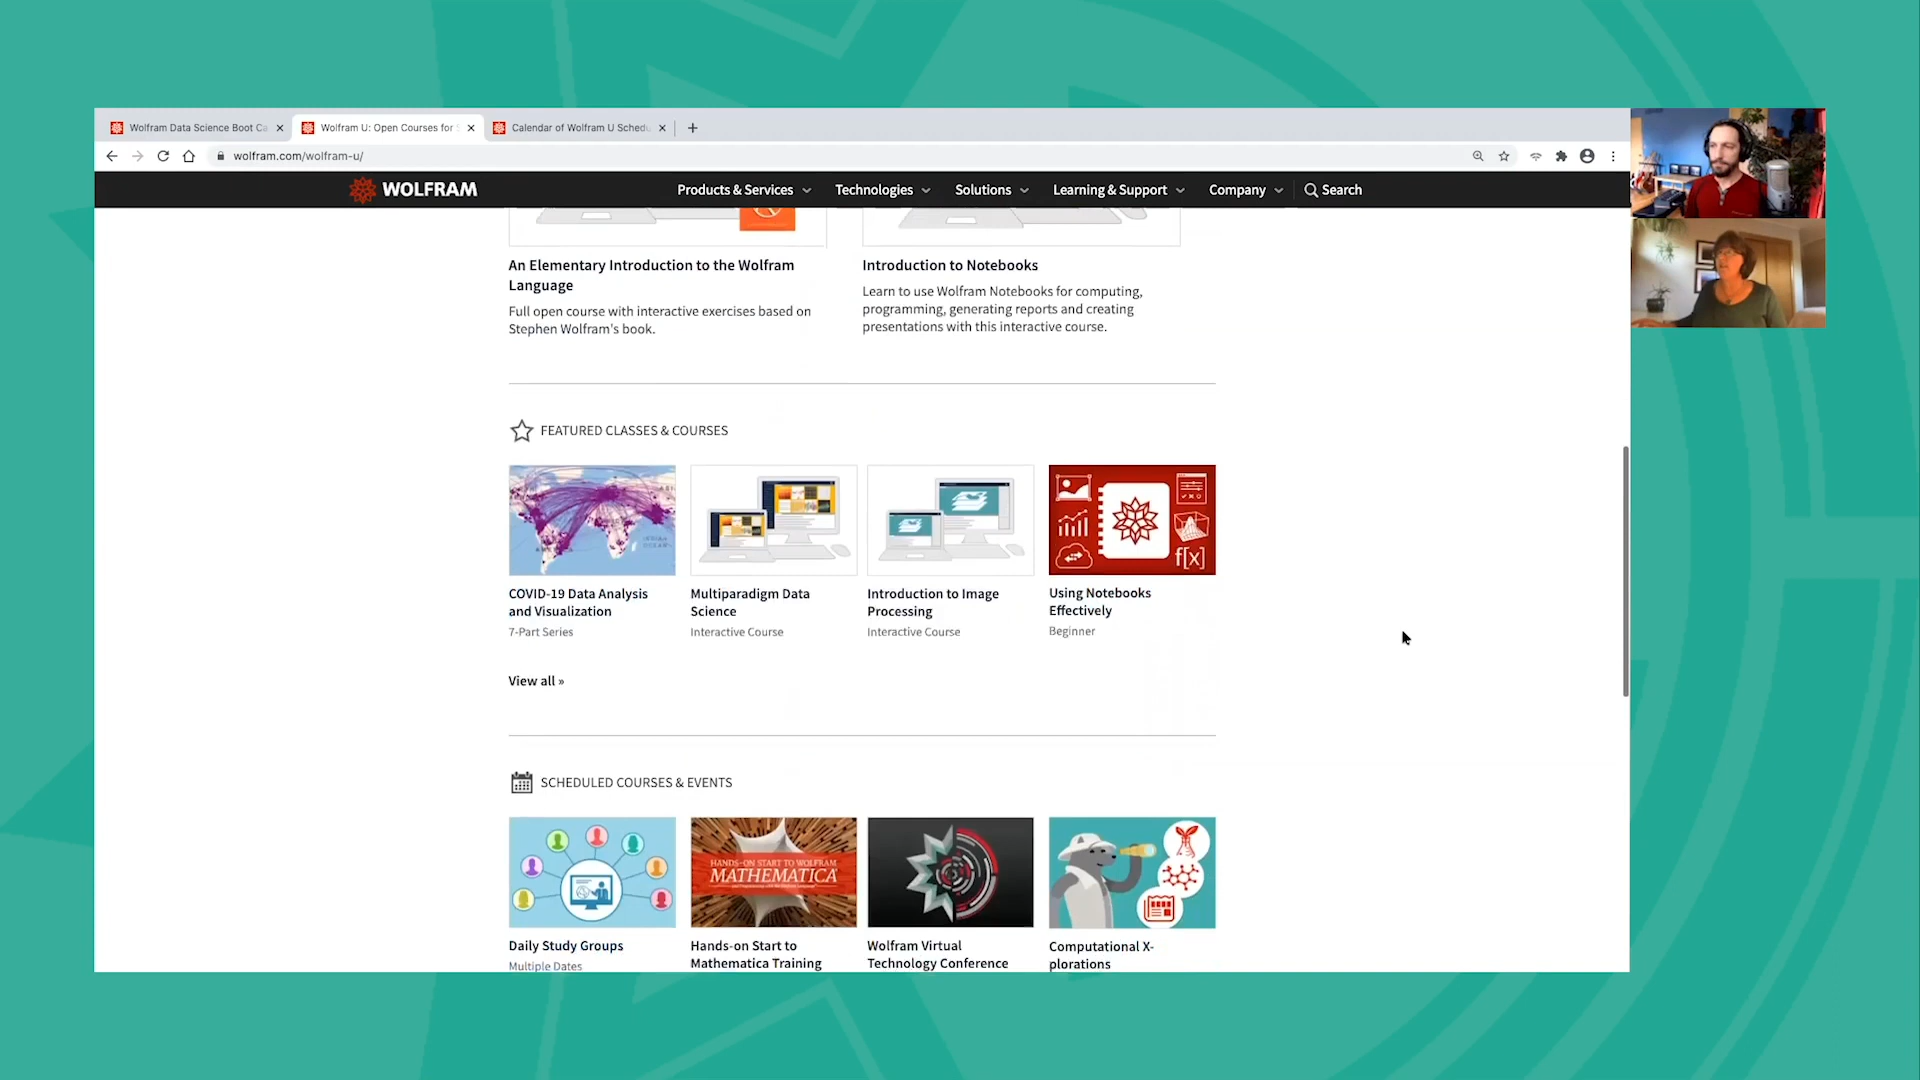 Wolfram Data Science Boot Ca
Wolfram U: Open Courses for
Calendar of Wolfram U Schedu
wolfram.com/wolfram-u/
WOLFRAM
Products & Services
Technologies
Solutions
Learning & Support
Company
Search
An Elementary Introduction to the Wolfram
Language
Full open course with interactive exercises based on
Stephen Wolfram's book.
Introduction to Notebooks
Learn to use Wolfram Notebooks for computing,
programming, generating reports and creating
presentations with this interactive course.
FEATURED CLASSES & COURSES
f[x]
COVID-19 Data Analysis
and Visualization
7-Part Series
Multiparadigm Data
Science
Interactive Course
Introduction to Image
Processing
Interactive Course
Using Notebooks
Effectively
Beginner
View all »
SCHEDULED COURSES & EVENTS
HANDS-ON START TO WOLFRAM
MATHEMATICA
Daily Study Groups
Multiple Dates
Hands-on Start to
Mathematica Training
Wolfram Virtual
Technology Conference
Computational X-
plorations